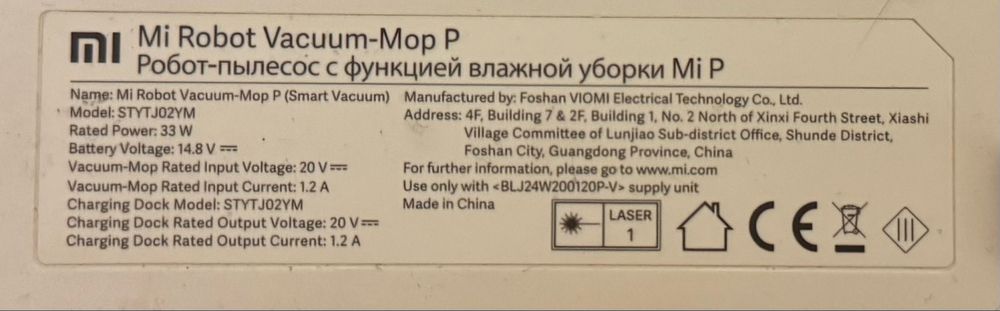 mi Mi Robot Vacuum-Mop P
Робот-пылесос с функцией влажной уборки Mi P
Name: Mi Robot Vacuum-Mop P (Smart Vacuum)
Model: STYTJ02YM
Rated Power: 33 W
Battery Voltage: 14.8 V ⎓
Vacuum-Mop Rated Input Voltage: 20 V⎓
Vacuum-Mop Rated Input Current: 1.2 A
Charging Dock Model: STYTJ02YM
Charging Dock Rated Output Voltage: 20 V⎓
Charging Dock Rated Output Current: 1.2 A
Manufactured by: Foshan VIOMI Electrical Technology Co., Ltd.
Address: 4F, Building 7 & 2F, Building 1, No. 2 North of Xinxi Fourth Street, Xiashi
Village Committee of Lunjiao Sub-district Office, Shunde District,
Foshan City, Guangdong Province, China
For further information, please go to www.mi.com
Use only with <BLJ24W200120P-V> supply unit
Made in China
LASER
1
CE
III